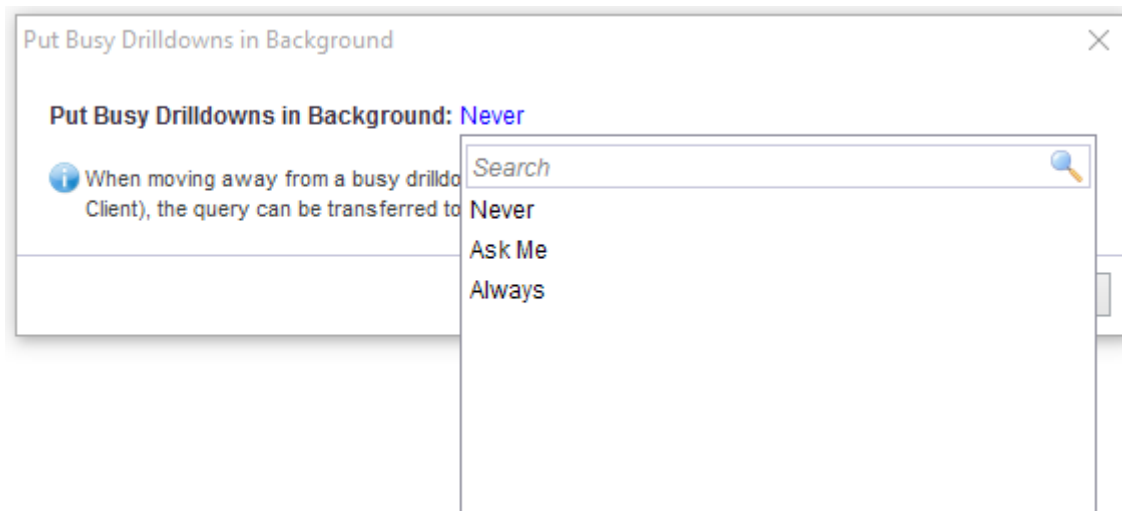 Put Busy Drilldowns in Background
Put Busy Drilldowns in Background: Never
When moving away from a busy
Client), the query can be transferred to
Search
Never
Ask Me
Always